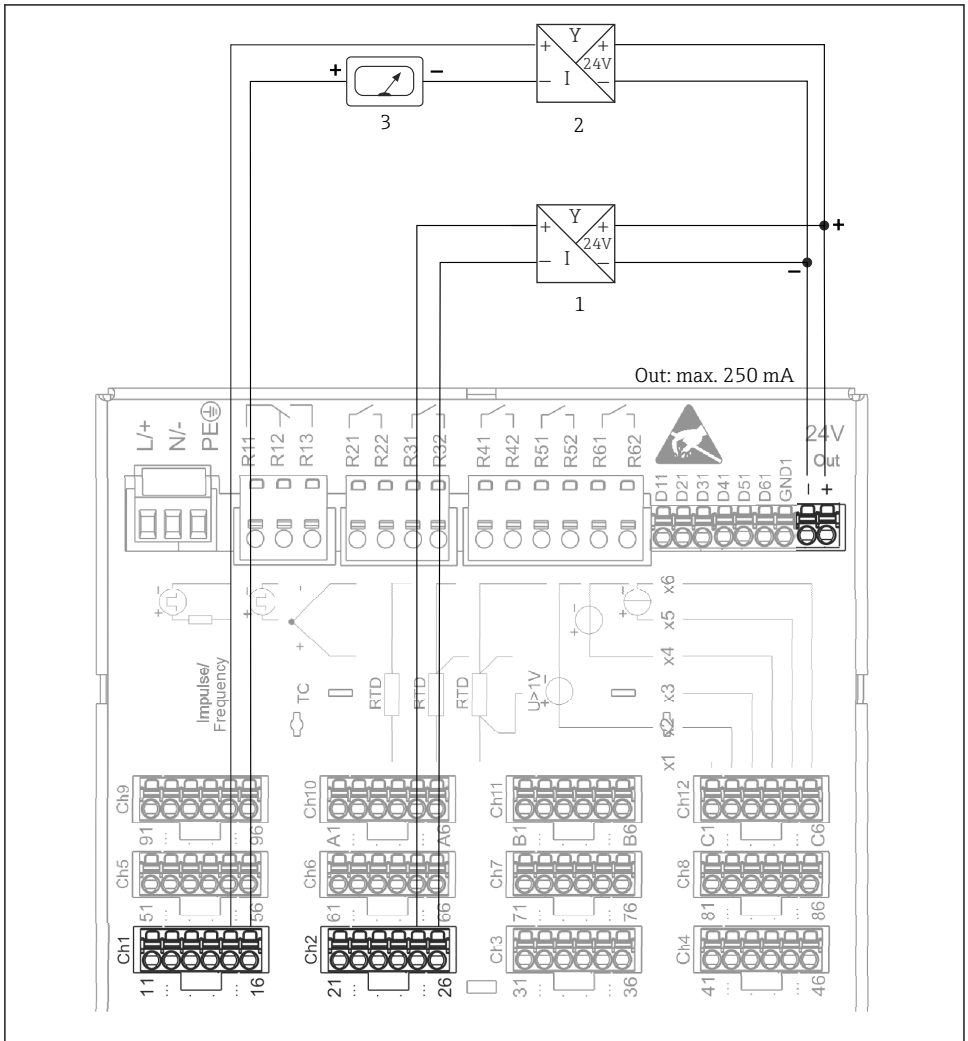 Y
+ +
24V
− I −
2
+ −
3
Y
+ +
24V
− I −
1
+
−
Out: max. 250 mA
L/+
N/-
PE
R11
R12
R13
R21
R22
R31
R32
R41
R42
R51
R52
R61
R62
D11
D21
D31
D41
D51
D61
GND1
24V
Out
− +
+ -
+ -
-
+
Impulse/
Frequency
TC
RTD
RTD
RTD
U>1V
+ −
+ −
+ −
x6
x5
x4
x3
x2
x1
Ch9
91 ... . ... 96
Ch10
A1 ... . ... A6
Ch11
B1 ... . ... B6
Ch12
C1 ... . ... C6
Ch5
51 ... . ... 56
Ch6
61 ... . ... 66
Ch7
71 ... . ... 76
Ch8
81 ... . ... 86
Ch1
11 ... . ... 16
Ch2
21 ... . ... 26
Ch3
31 ... . ... 36
Ch4
41 ... . ... 46